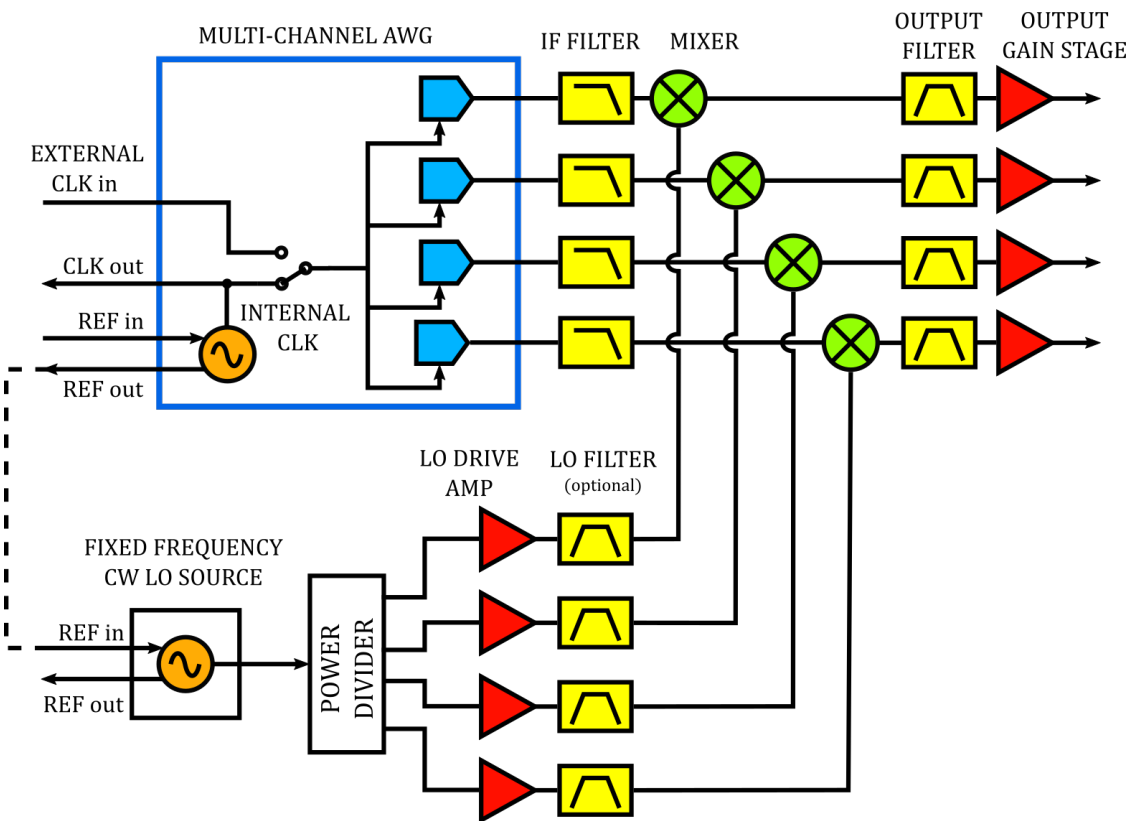 MULTI-CHANNEL AWG
IF FILTER
MIXER
OUTPUT
FILTER
OUTPUT
GAIN STAGE
EXTERNAL
CLK in
CLK out
INTERNAL
CLK
REF in
REF out
LO DRIVE
AMP
LO FILTER
(optional)
FIXED FREQUENCY
CW LO SOURCE
REF in
REF out
POWER
DIVIDER